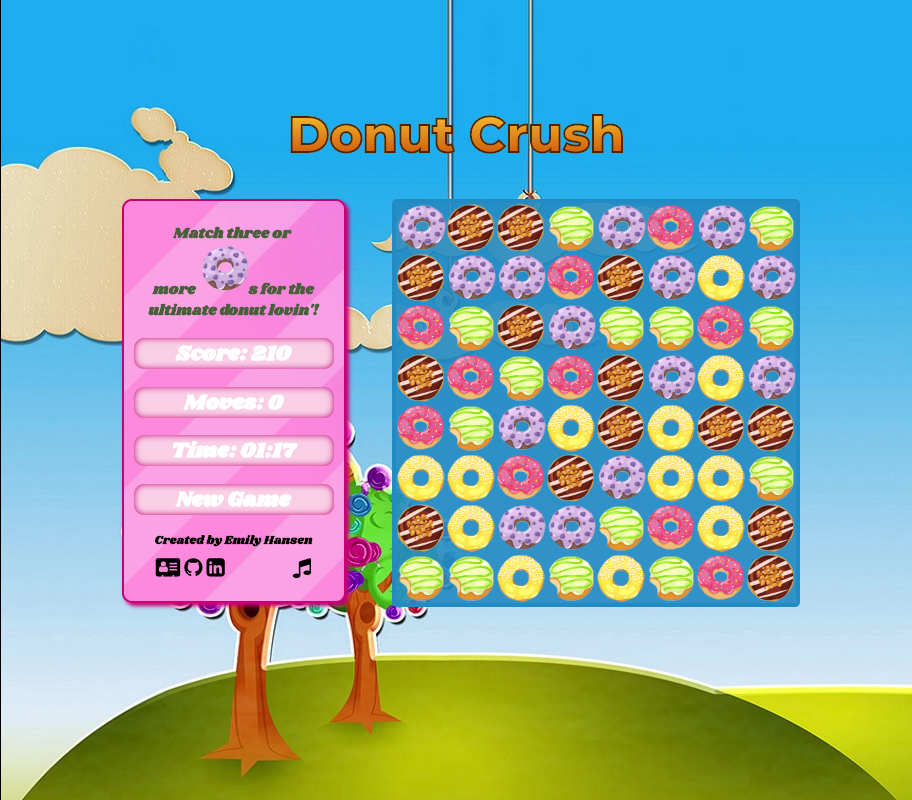 Donut Crush
Match three or
more s for the
ultimate donut lovin'!
Score: 210
Moves: 0
Time: 01:17
New Game
Created by Emily Hansen
in